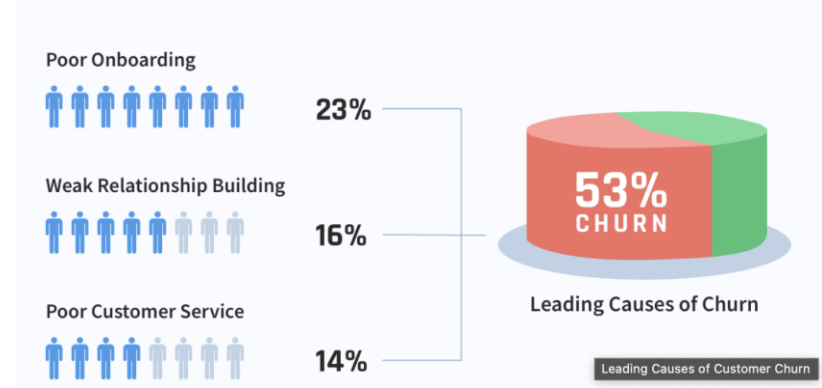 Poor Onboarding
23%
Weak Relationship Building
16%
Poor Customer Service
14%
53%
CHURN
Leading Causes of Churn
Leading Causes of Customer Churn